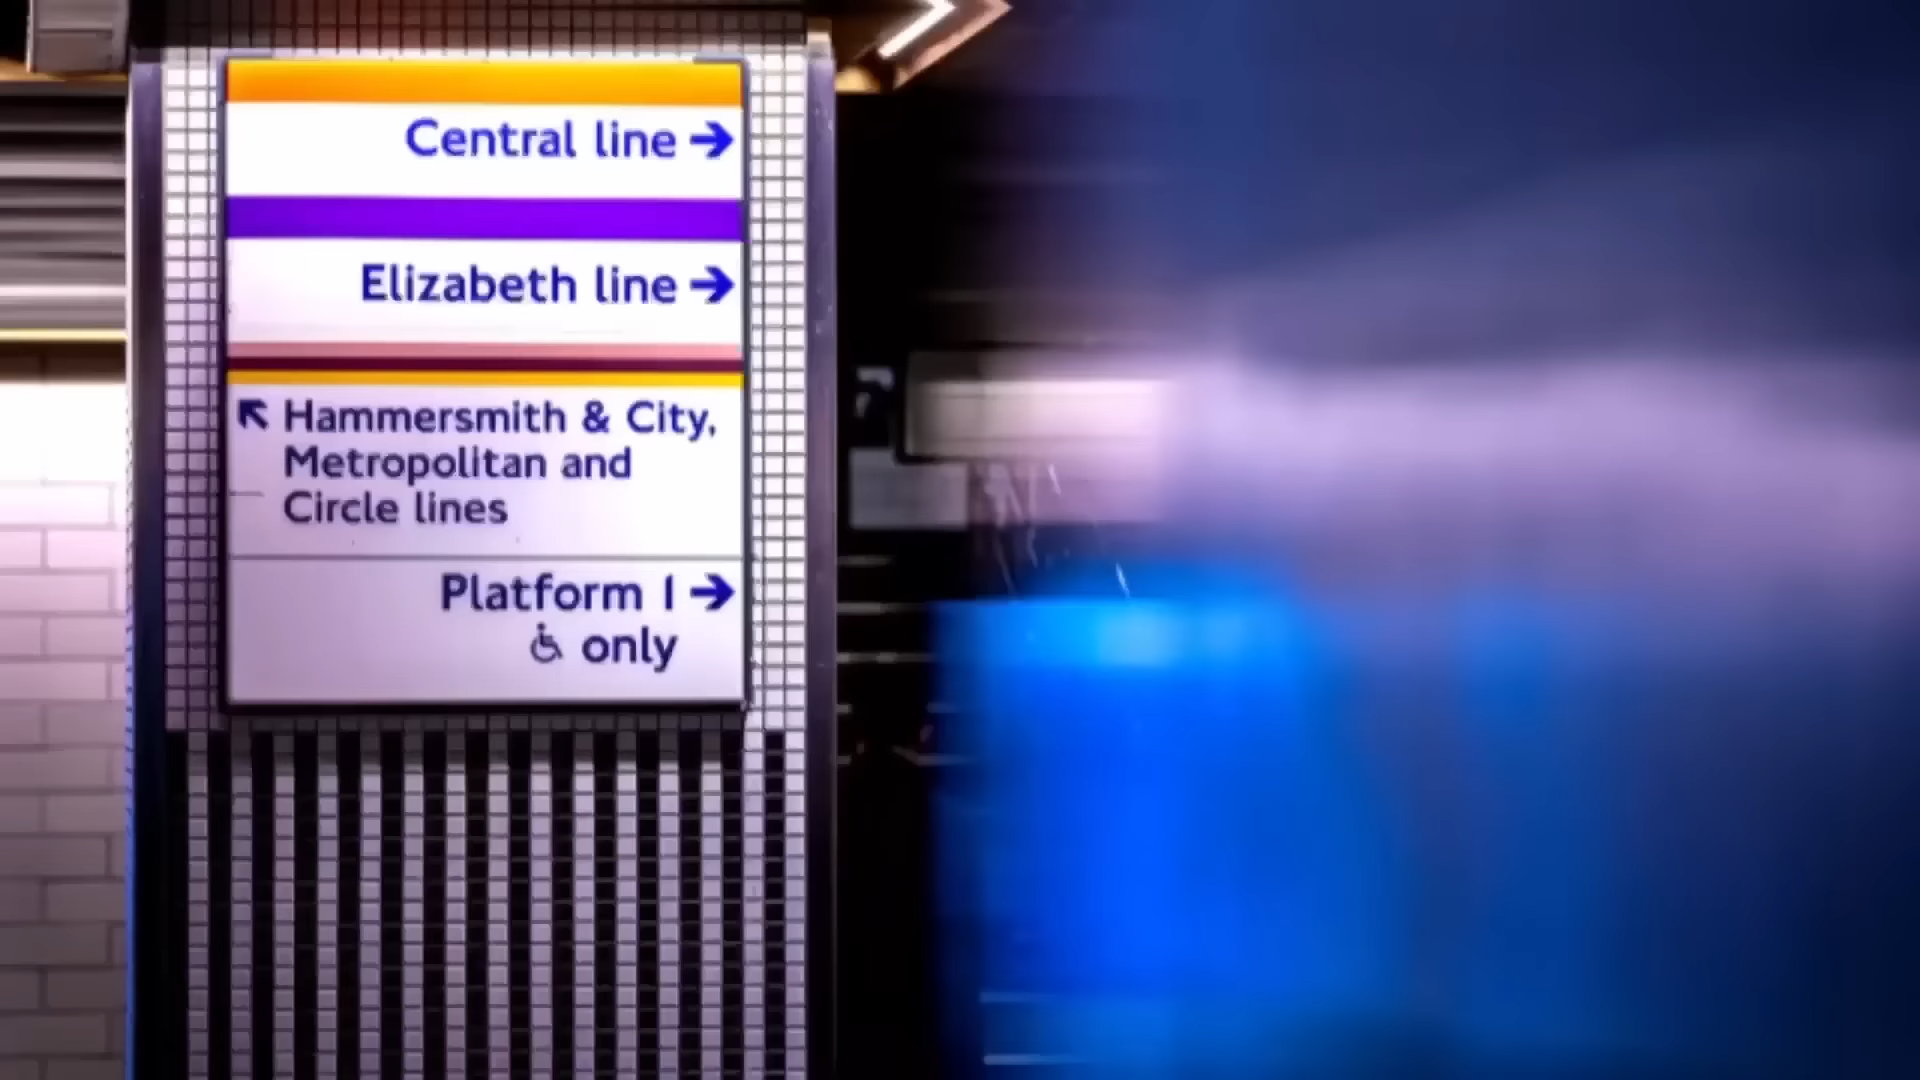 Central line →
Elizabeth line →
↖ Hammersmith & City,
Metropolitan and
Circle lines
Platform 1 →
♿ only